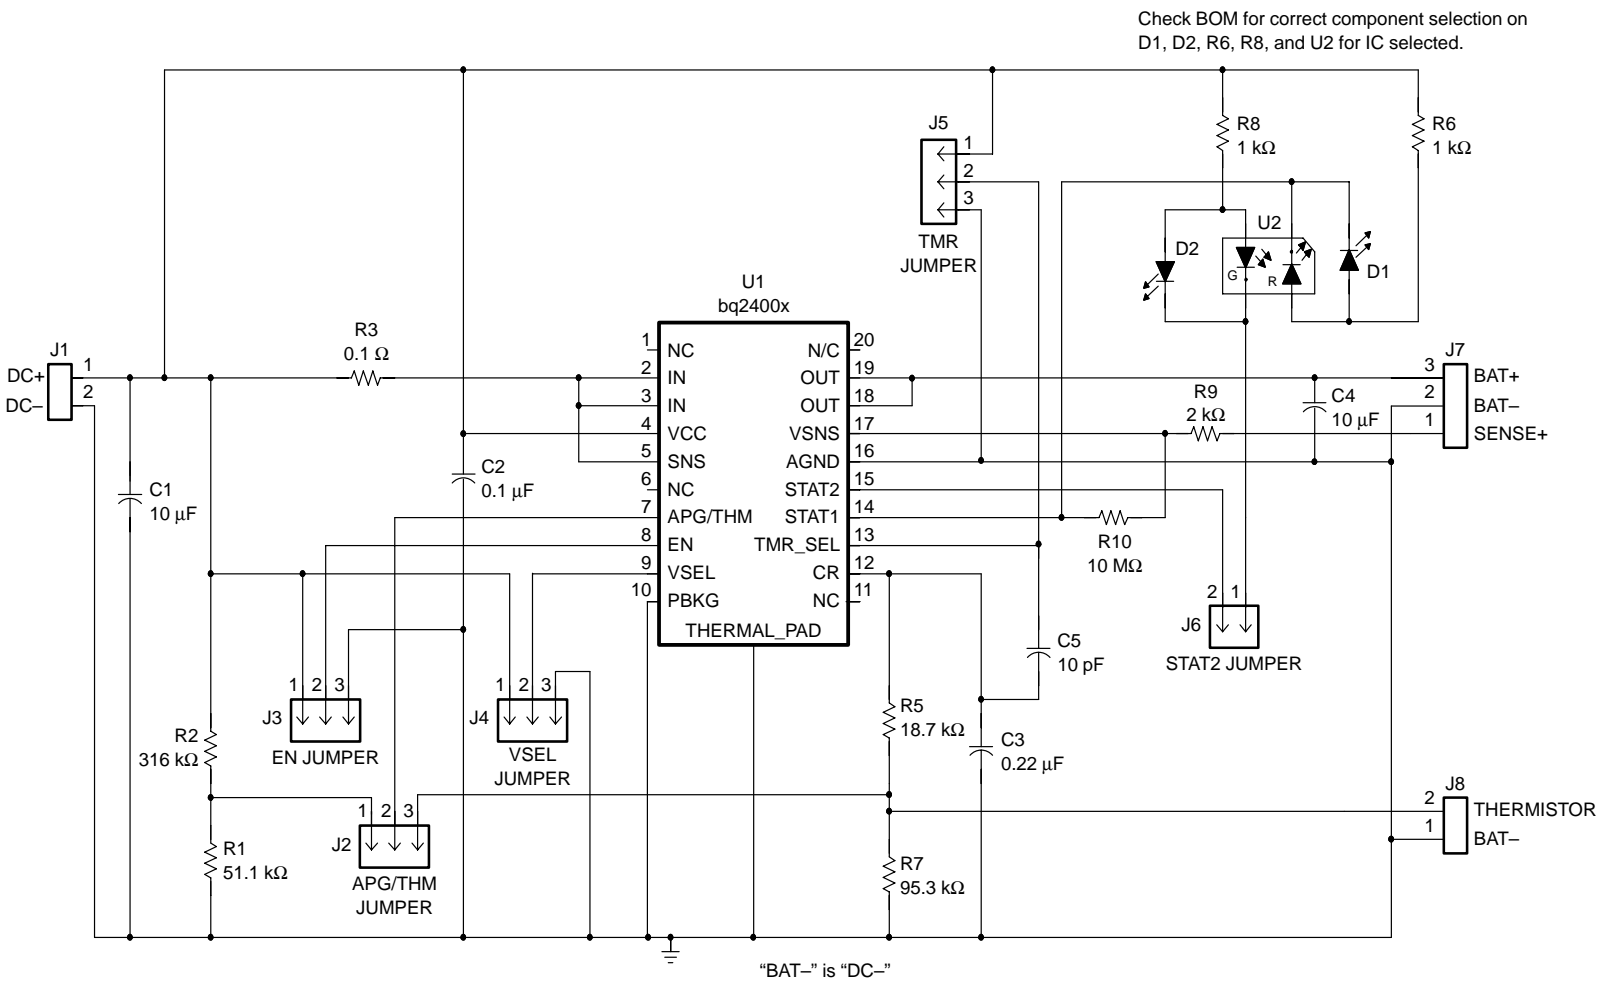 Check BOM for correct component selection on
D1, D2, R6, R8, and U2 for IC selected.
J5
1
2
3
TMR
JUMPER
R8
1 kΩ
R6
1 kΩ
U2
D2
G
R
D1
U1
bq2400x
R3
0.1 Ω
J1
DC+
1
DC–
2
1
NC
2
IN
3
IN
4
VCC
5
SNS
6
NC
7
APG/THM
8
EN
9
VSEL
10
PBKG
THERMAL_PAD
20
N/C
19
OUT
18
OUT
17
VSNS
16
AGND
15
STAT2
14
STAT1
13
TMR_SEL
12
CR
11
NC
J7
3
BAT+
2
BAT–
1
SENSE+
R9
2 kΩ
C4
10 μF
C1
10 μF
C2
0.1 μF
R10
10 MΩ
2 1
J6
STAT2 JUMPER
C5
10 pF
1 2 3
J3
EN JUMPER
1 2 3
J4
VSEL
JUMPER
R2
316 kΩ
R5
18.7 kΩ
C3
0.22 μF
1 2 3
J2
APG/THM
JUMPER
R1
51.1 kΩ
R7
95.3 kΩ
J8
2
THERMISTOR
1
BAT–
“BAT–” is “DC–”